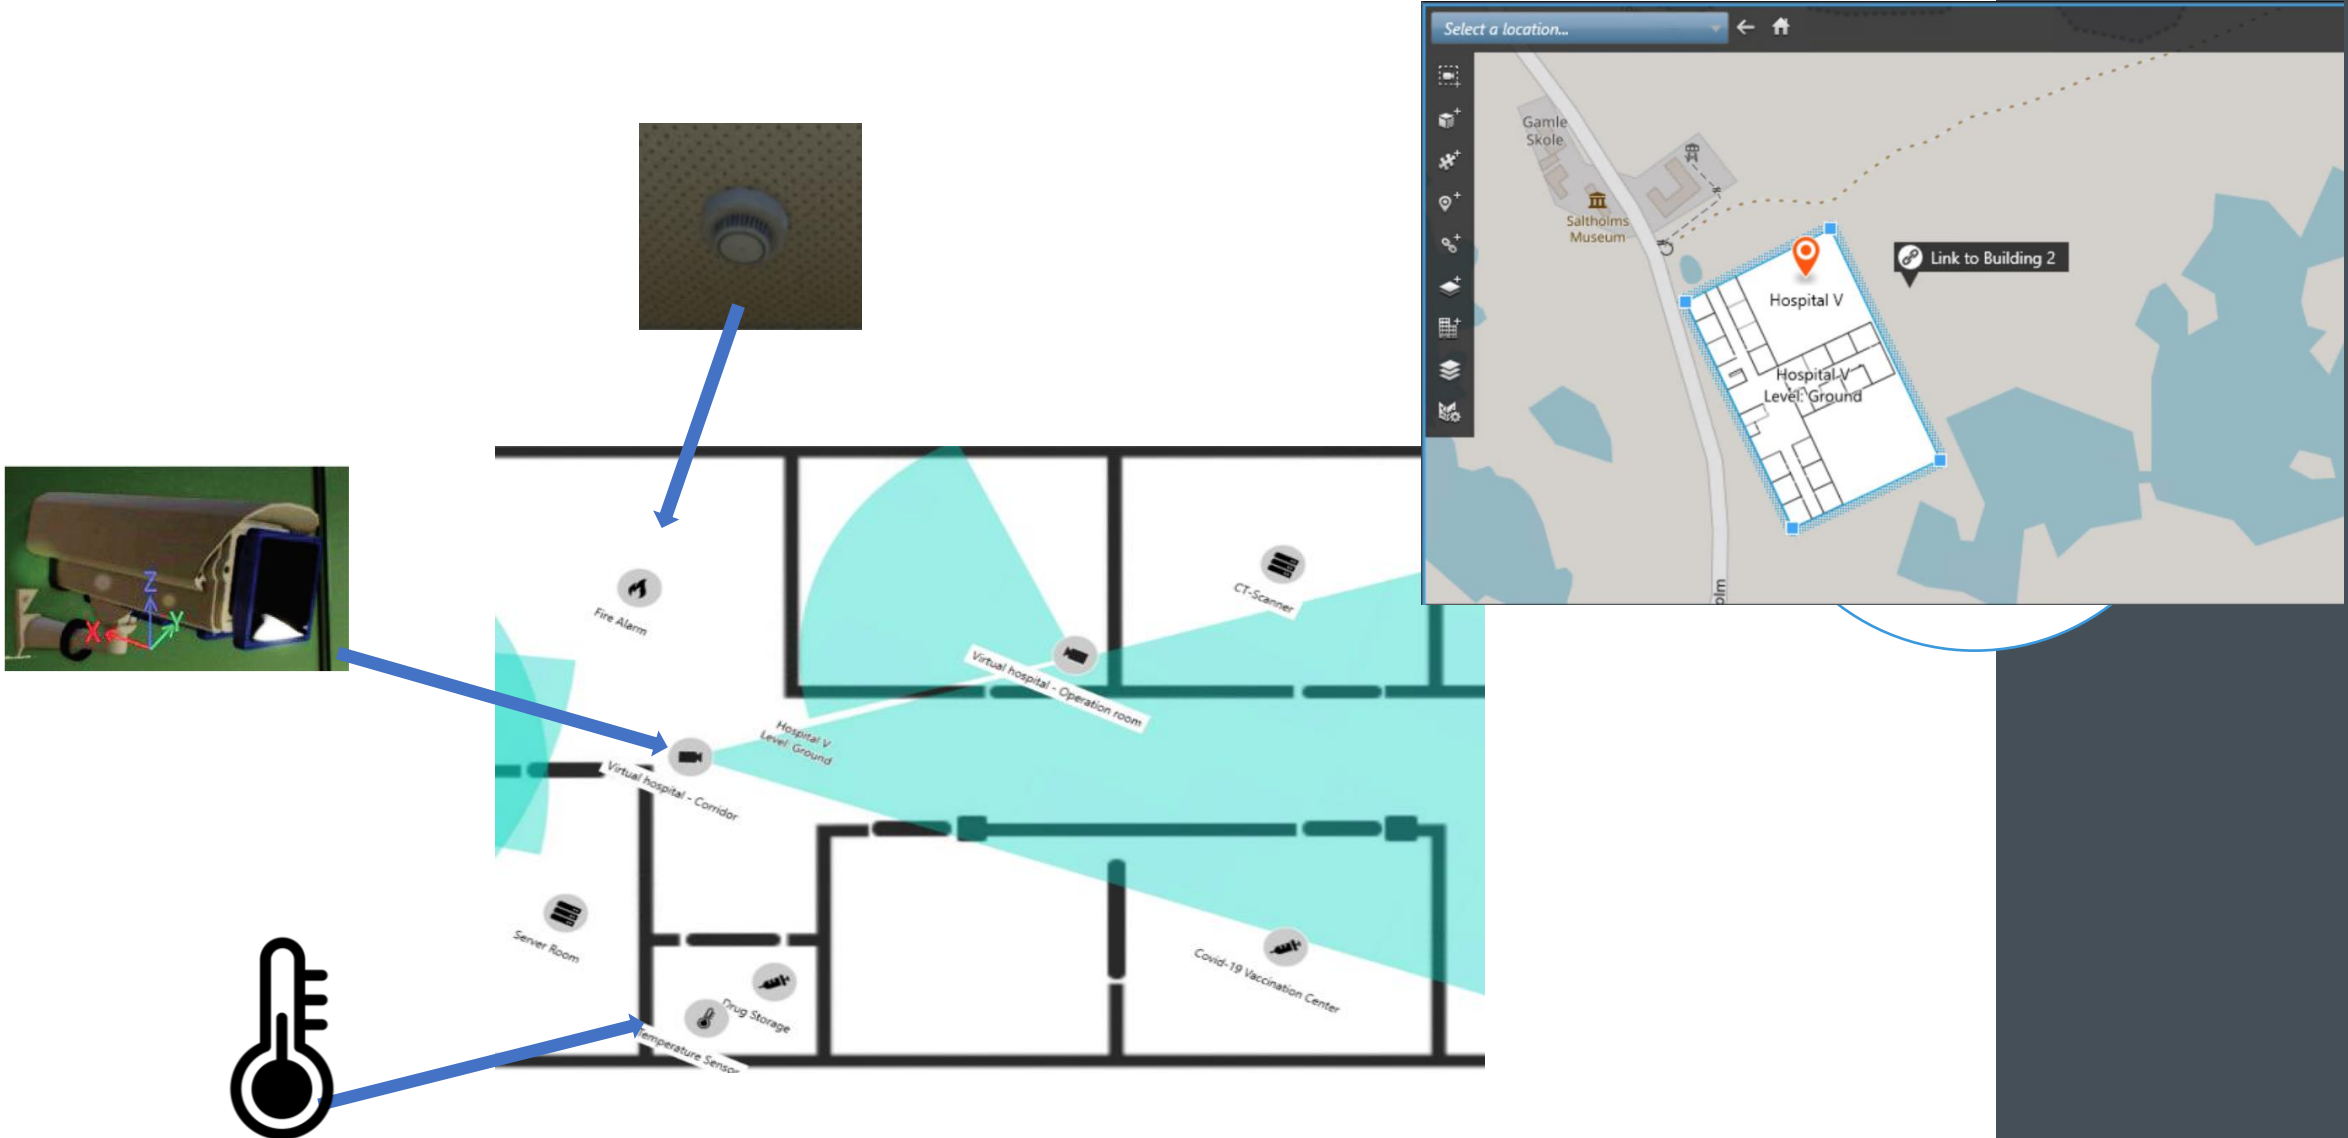 Select a location...
Gamle
Skole
Saltholms
Museum
Link to Building 2
Hospital V
Hospital V
Level: Ground
olm
Z
X
Y
Fire Alarm
CT-Scanner
Virtual hospital - Operation room
Hospital V
Level: Ground
Virtual hospital - Corridor
Server Room
Drug Storage
Temperature Sensor
Covid-19 Vaccination Center